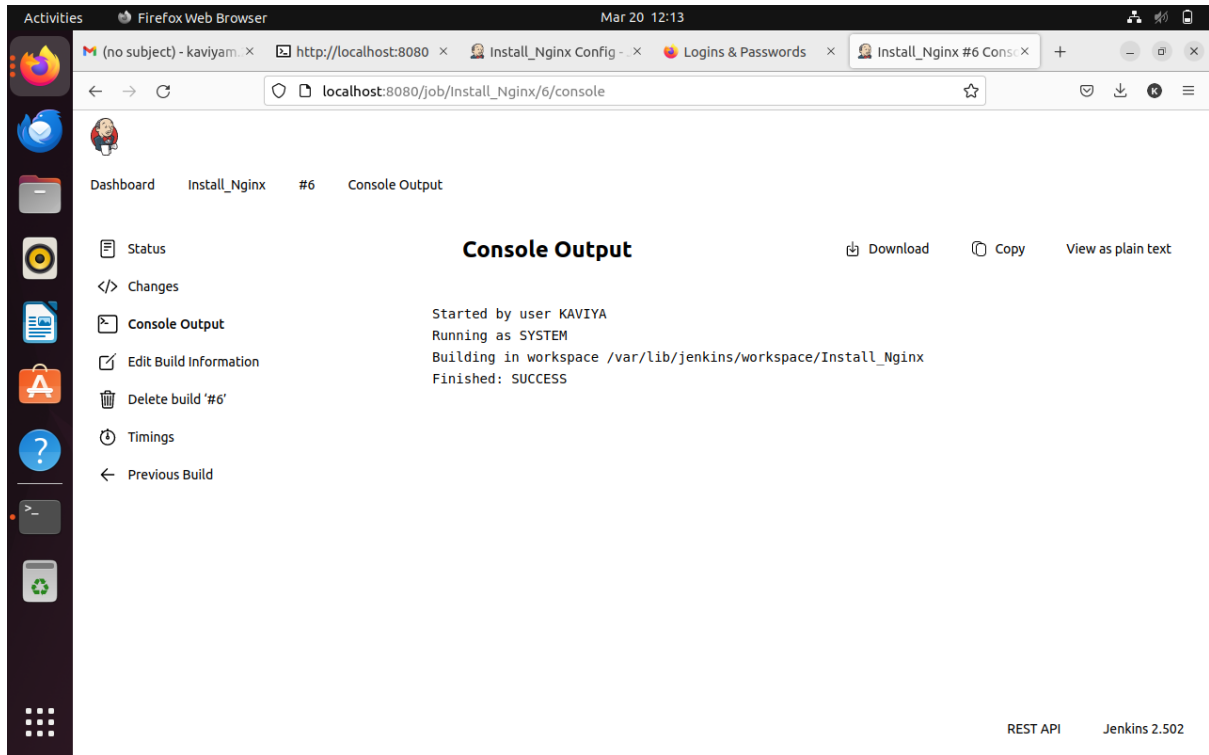 Activities Firefox Web Browser Mar 20 12:13
(no subject) - kaviyam. http://localhost:8080 Install_Nginx Config - Logins & Passwords Install_Nginx #6 Conso
localhost:8080/job/Install_Nginx/6/console K
Dashboard Install_Nginx #6 Console Output
Status
Console Output
Download Copy View as plain text
Changes
Console Output
Edit Build Information
Delete build ‘#6’
Timings
Previous Build
Started by user KAVIYA
Running as SYSTEM
Building in workspace /var/lib/jenkins/workspace/Install_Nginx
Finished: SUCCESS
REST API Jenkins 2.502